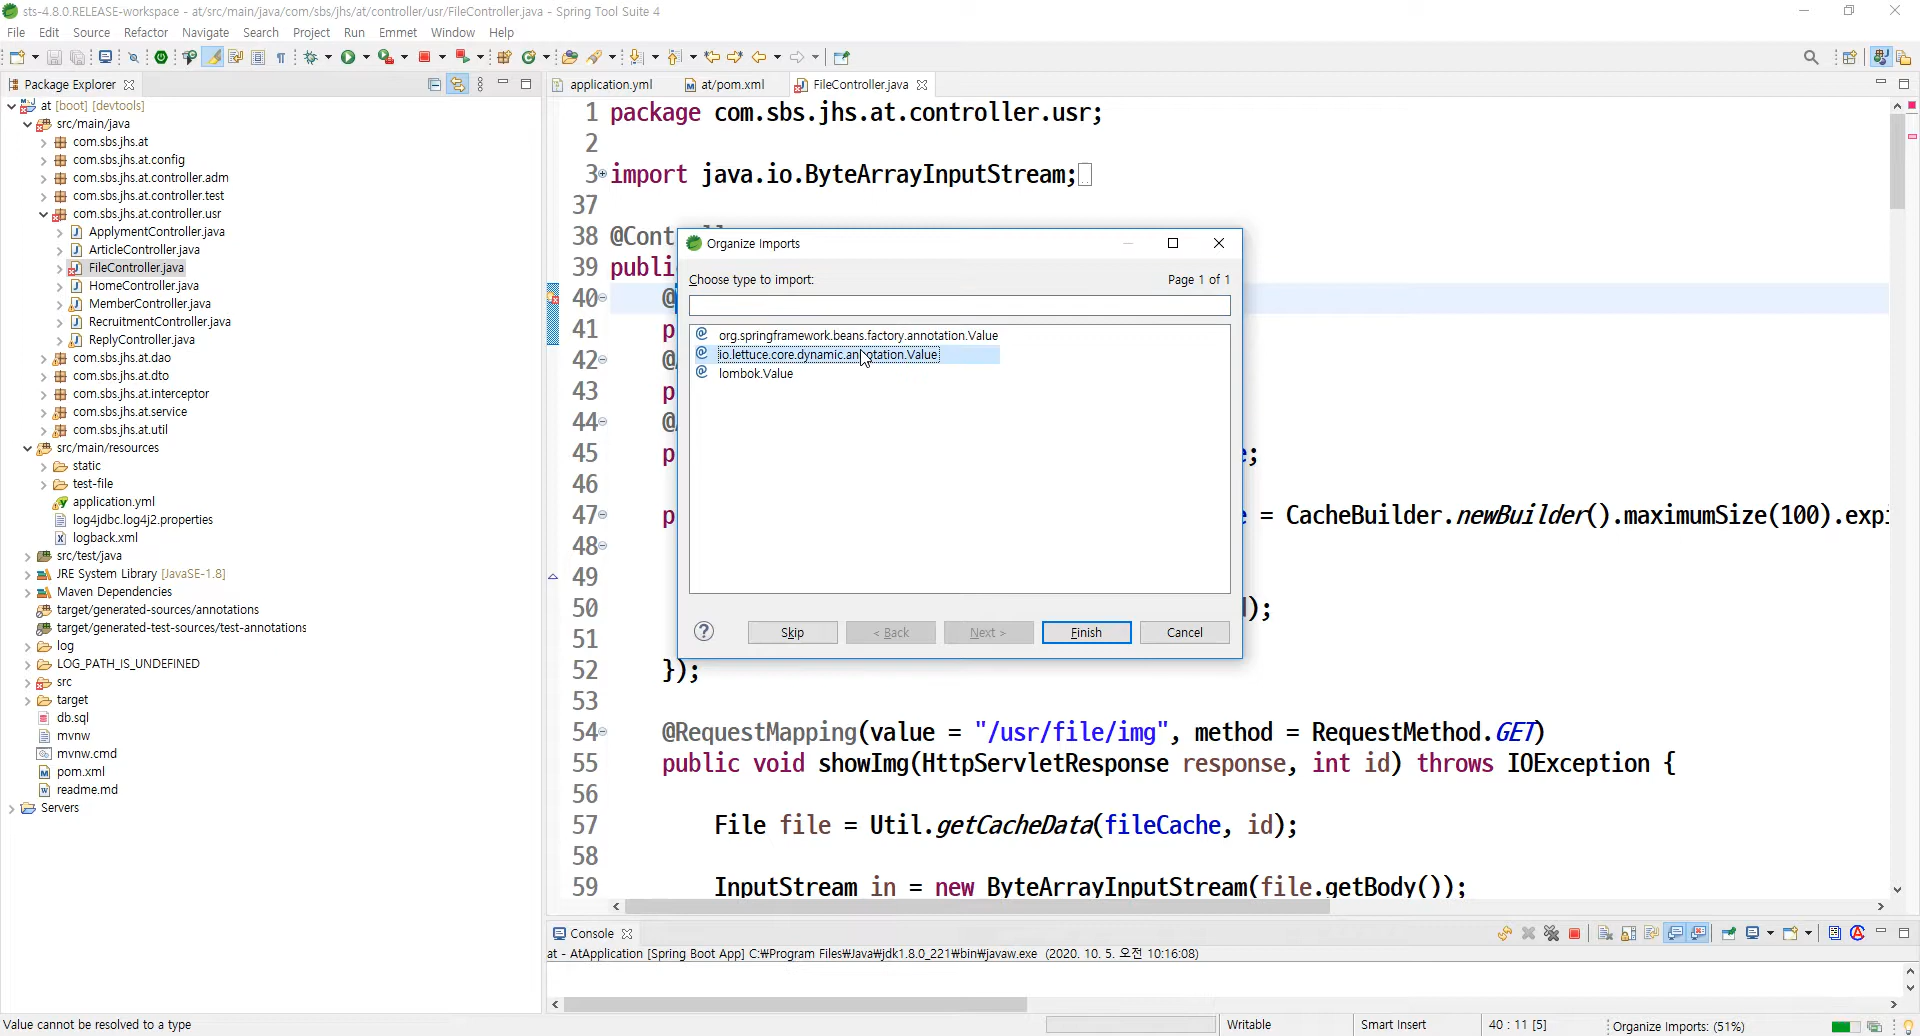 sts-4.8.0.RELEASE-workspace - at/src/main/java/com/sbs/jhs/at/controller/usr/FileController.java - Spring Tool Suite 4
File Edit Source Refactor Navigate Search Project Run Emmet Window Help
Package Explorer
application.yml at/pom.xml FileController.java
at [boot] [devtools]
src/main/java
com.sbs.jhs.at
com.sbs.jhs.at.config
com.sbs.jhs.at.controller.adm
com.sbs.jhs.at.controller.test
com.sbs.jhs.at.controller.usr
ApplymentController.java
ArticleController.java
FileController.java
HomeController.java
MemberController.java
RecruitmentController.java
ReplyController.java
com.sbs.jhs.at.dao
com.sbs.jhs.at.dto
com.sbs.jhs.at.interceptor
com.sbs.jhs.at.service
com.sbs.jhs.at.util
src/main/resources
static
test-file
application.yml
log4jdbc.log4j2.properties
logback.xml
src/test/java
JRE System Library [JavaSE-1.8]
Maven Dependencies
target/generated-sources/annotations
target/generated-test-sources/test-annotations
log
LOG_PATH_IS_UNDEFINED
src
target
db.sql
mvnw
mvnw.cmd
pom.xml
readme.md
Servers
1 package com.sbs.jhs.at.controller.usr;
2
3 import java.io.ByteArrayInputStream;
37
38 @Cont
39 publi
40 @
41 p
42 @
43 p
44 @
45 p e;
46
47 p e = CacheBuilder.newBuilder().maximumSize(100).expi
48
49
50 );
51
52 });
53
54 @RequestMapping(value = "/usr/file/img", method = RequestMethod.GET)
55 public void showImg(HttpServletResponse response, int id) throws IOException {
56
57 File file = Util.getCacheData(fileCache, id);
58
59 InputStream in = new ByteArrayInputStream(file.getBody());
Organize Imports
Choose type to import: Page 1 of 1
org.springframework.beans.factory.annotation.Value
io.lettuce.core.dynamic.annotation.Value
lombok.Value
Skip < Back Next > Finish Cancel
Console
at - AtApplication [Spring Boot App] C:₩Program Files₩Java₩jdk1.8.0_221₩bin₩javaw.exe (2020. 10. 5. 오전 10:16:08)
Value cannot be resolved to a type Writable Smart Insert 40 : 11 [5] Organize Imports: (51%)